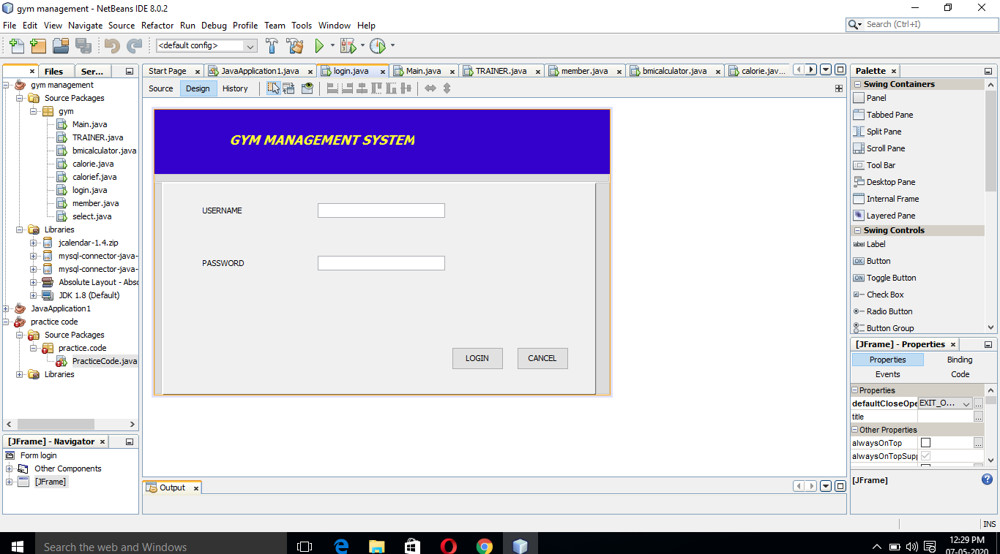 gym management - NetBeans IDE 8.0.2
File Edit View Navigate Source Refactor Run Debug Profile Team Tools Window Help
Search (Ctrl+I)
<default config>
Files Ser...
gym management
Source Packages
gym
Main.java
TRAINER.java
bmicalculator.java
calorie.java
calorief.java
login.java
member.java
select.java
Libraries
jcalendar-1.4.zip
mysql-connector-java-
mysql-connector-java-
Absolute Layout - Abso
JDK 1.8 (Default)
JavaApplication1
practice code
Source Packages
practice.code
PracticeCode.java
Libraries
[JFrame] - Navigator
Form login
Other Components
[JFrame]
Start Page JavaApplication1.java login.java Main.java TRAINER.java member.java bmicalculator.java calorie.jav...
Source Design History
GYM MANAGEMENT SYSTEM
USERNAME
PASSWORD
LOGIN CANCEL
Output
Palette
Swing Containers
Panel
Tabbed Pane
Split Pane
Scroll Pane
Tool Bar
Desktop Pane
Internal Frame
Layered Pane
Swing Controls
label Label
OK Button
ON Toggle Button
Check Box
Radio Button
Button Group
[JFrame] - Properties
Properties Binding
Events Code
Properties
defaultCloseOpe EXIT_O... ...
title ...
Other Properties
alwaysOnTop ...
alwaysOnTopSupp
[JFrame]
INS
Search the web and Windows
12:29 PM
07-05-2020